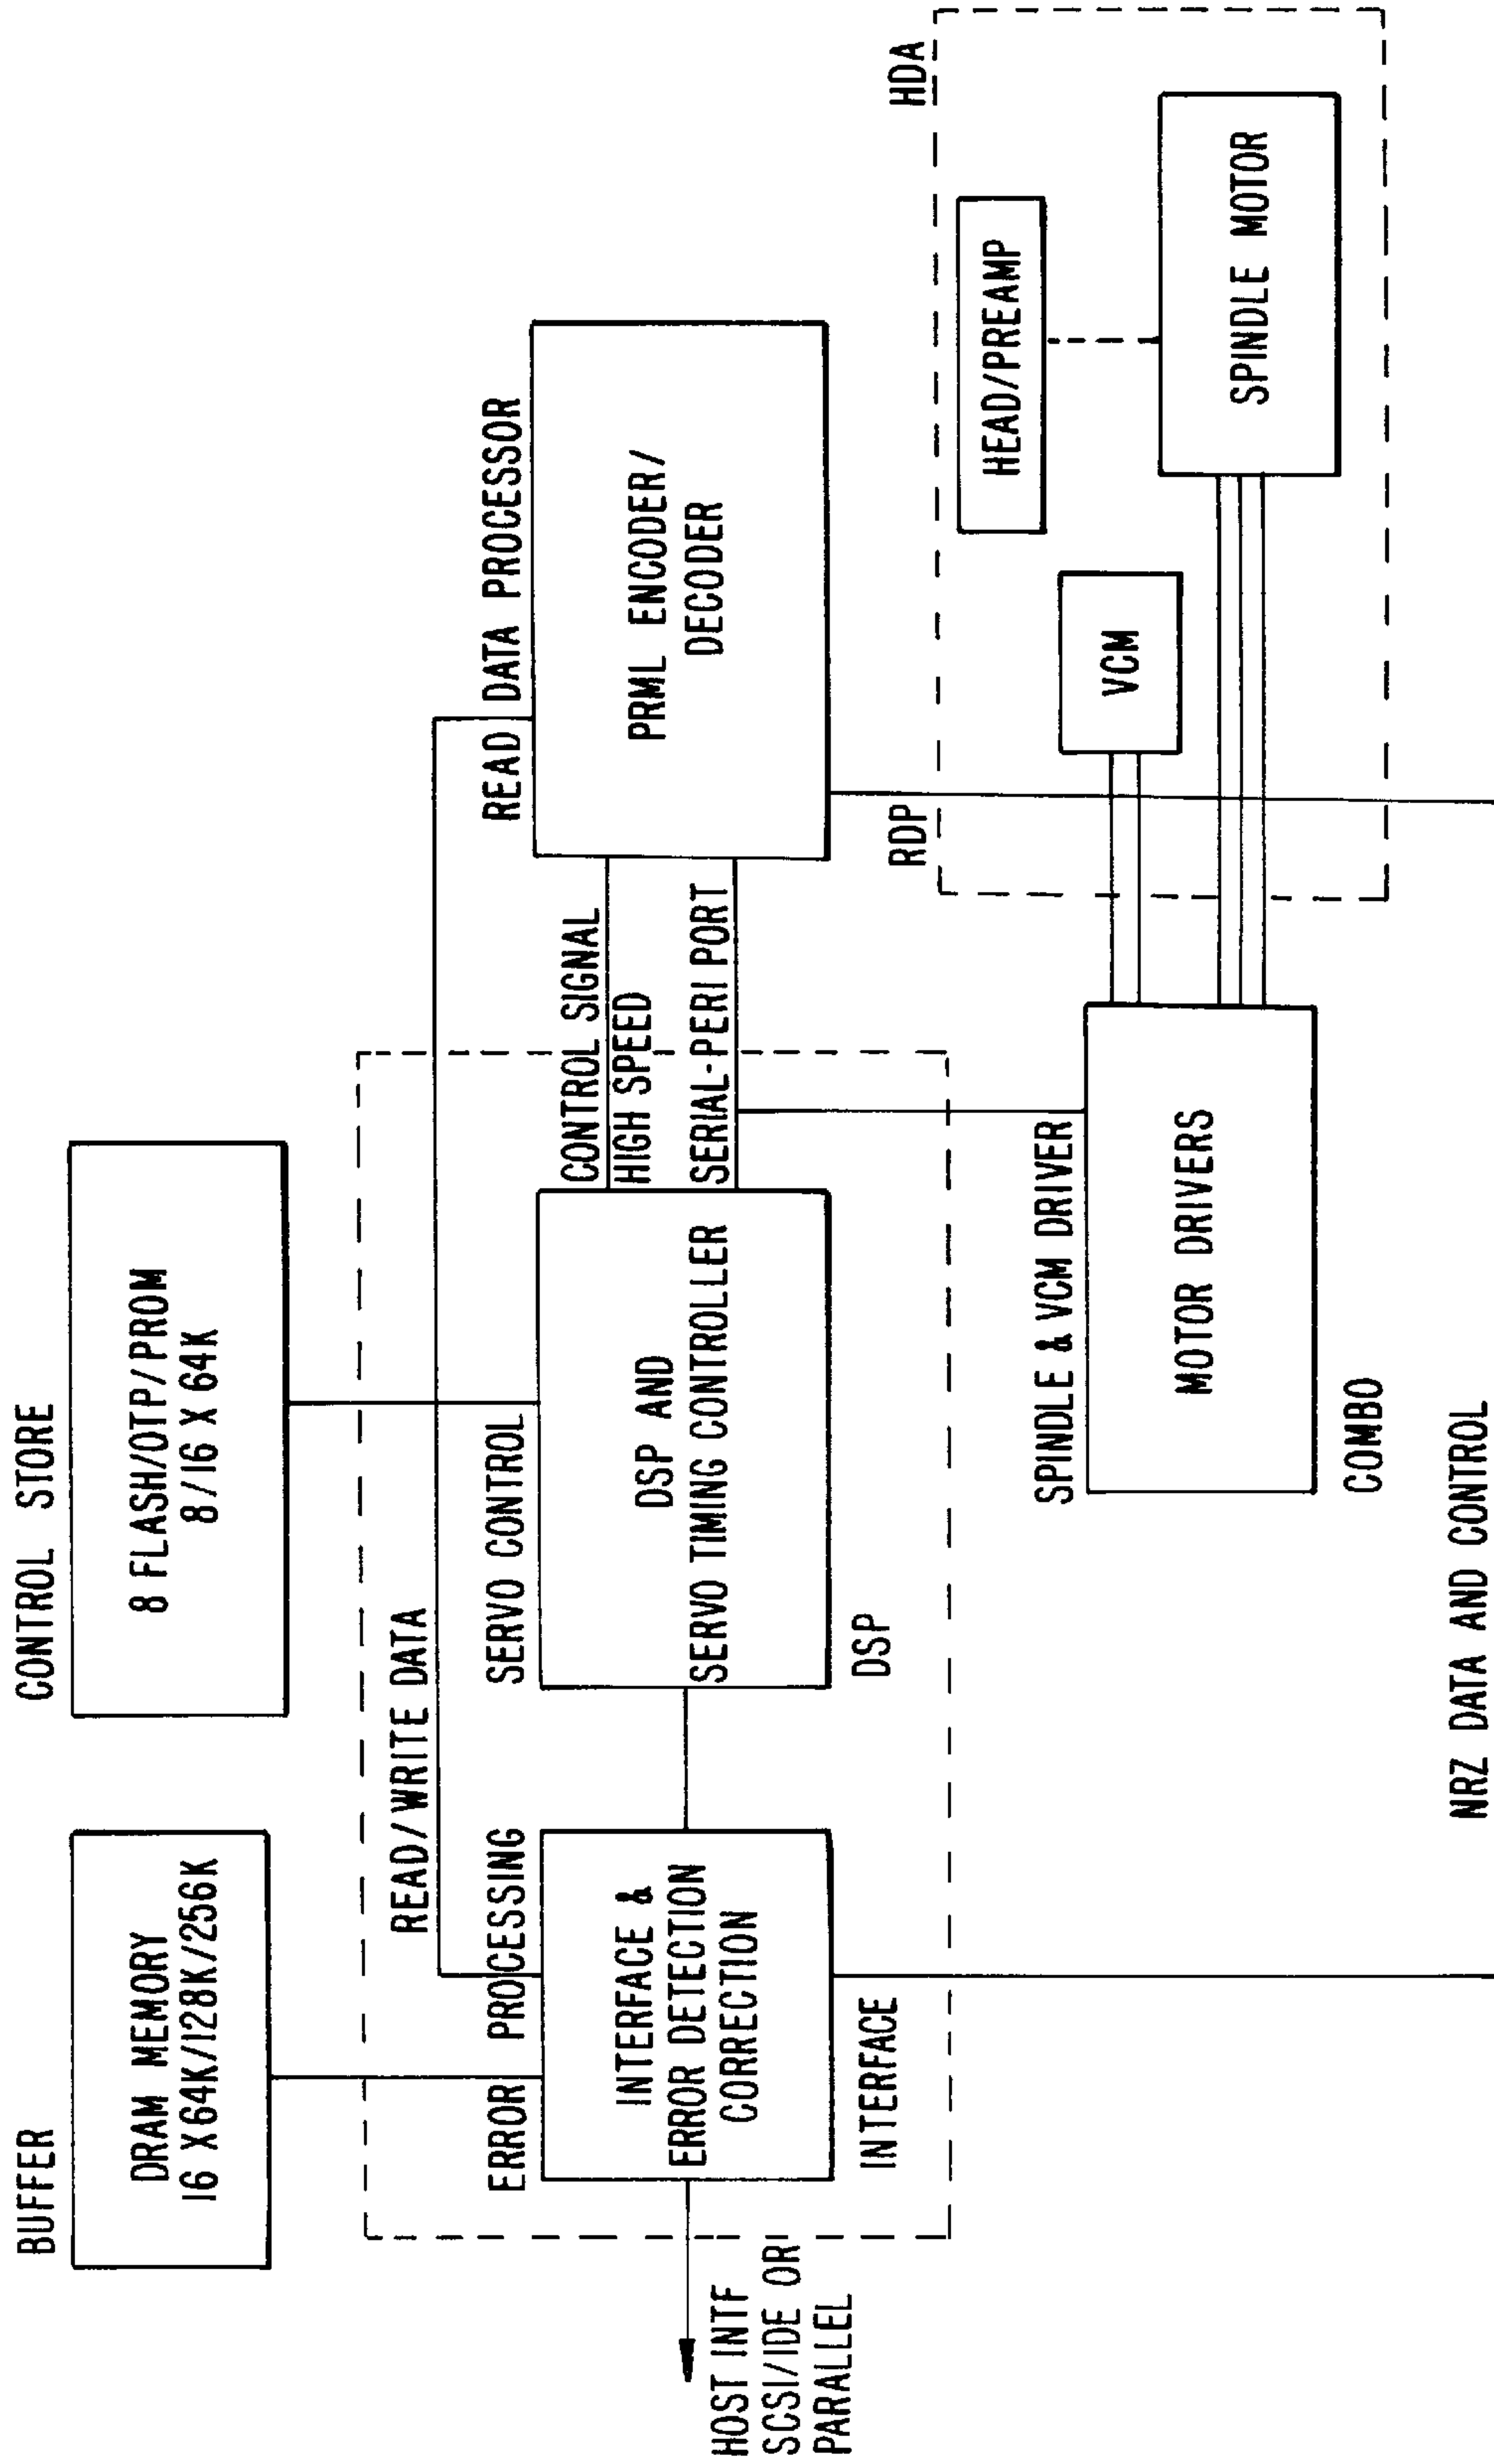 BUFFER
DRAM MEMORY
16 X 64K/128K/256K
CONTROL STORE
8 FLASH/OTP/PROM
8/16 X 64K
READ/WRITE DATA
ERROR PROCESSING
INTERFACE &
ERROR DETECTION
CORRECTION
INTERFACE
HOST INTF
SCSI/IDE OR
PARALLEL
SERVO CONTROL
DSP AND
SERVO TIMING CONTROLLER
DSP
CONTROL SIGNAL
HIGH SPEED
SERIAL-PERI PORT
READ DATA PROCESSOR
PRML ENCODER/
DECODER
RDP
HDA
HEAD/PREAMP
VCM
SPINDLE MOTOR
SPINDLE & VCM DRIVER
MOTOR DRIVERS
COMBO
NRZ DATA AND CONTROL